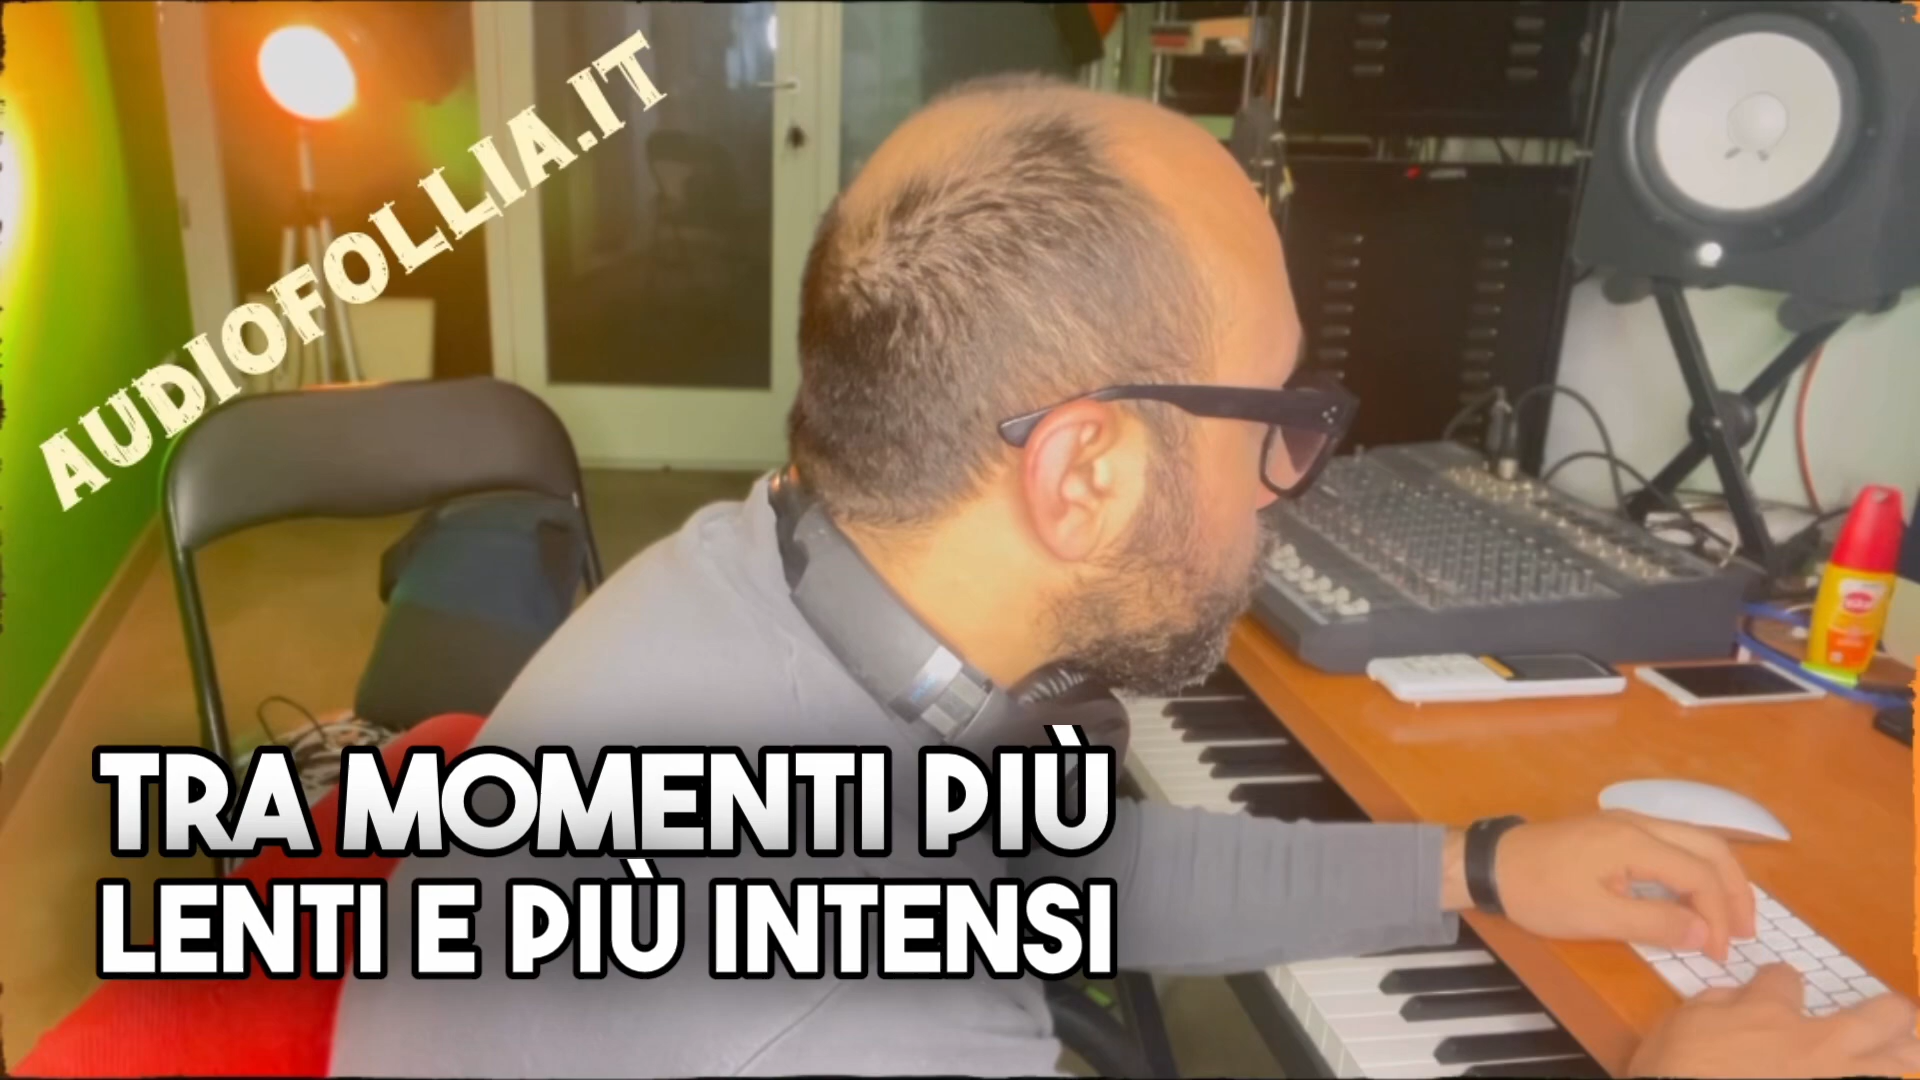 AUDIOFOLLIA.IT
TRA MOMENTI PIÙ
LENTI E PIÙ INTENSI